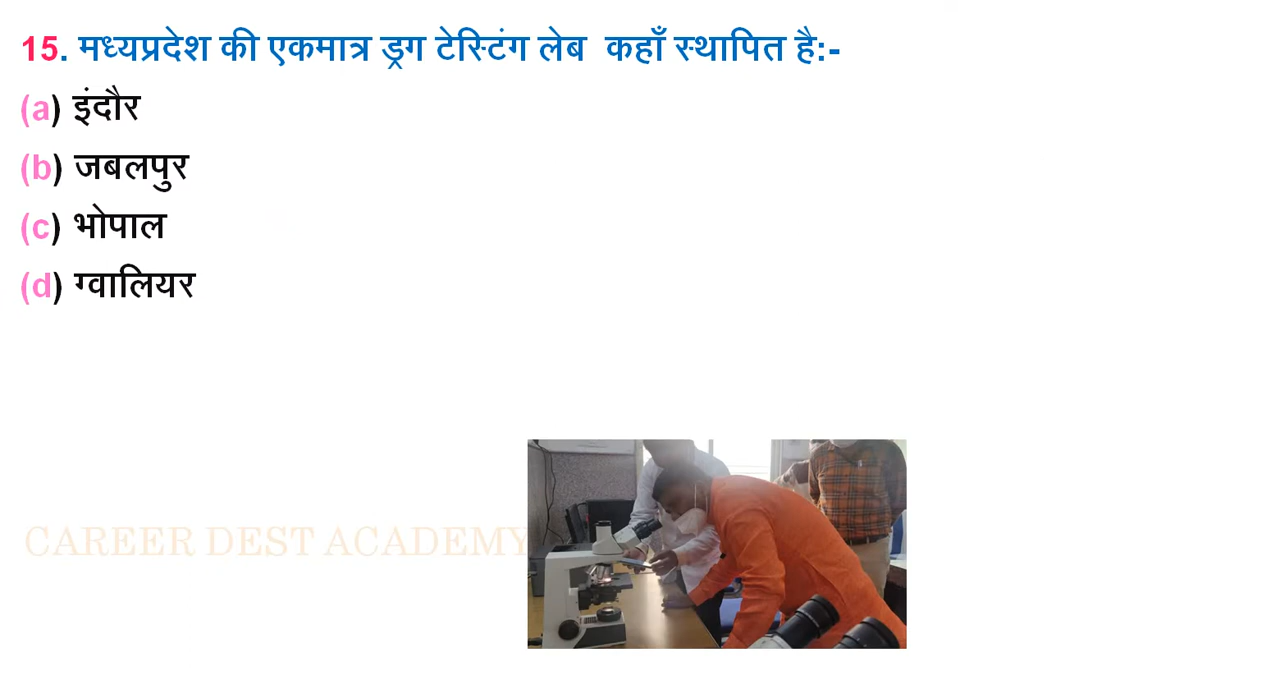 15. मध्यप्रदेश की एकमात्र ड्रग टेस्टिंग लेब कहाँ स्थापित है:-
(a) इंदौर
(b) जबलपुर
(c) भोपाल
(d) ग्वालियर
CAREER DEST ACADEMY